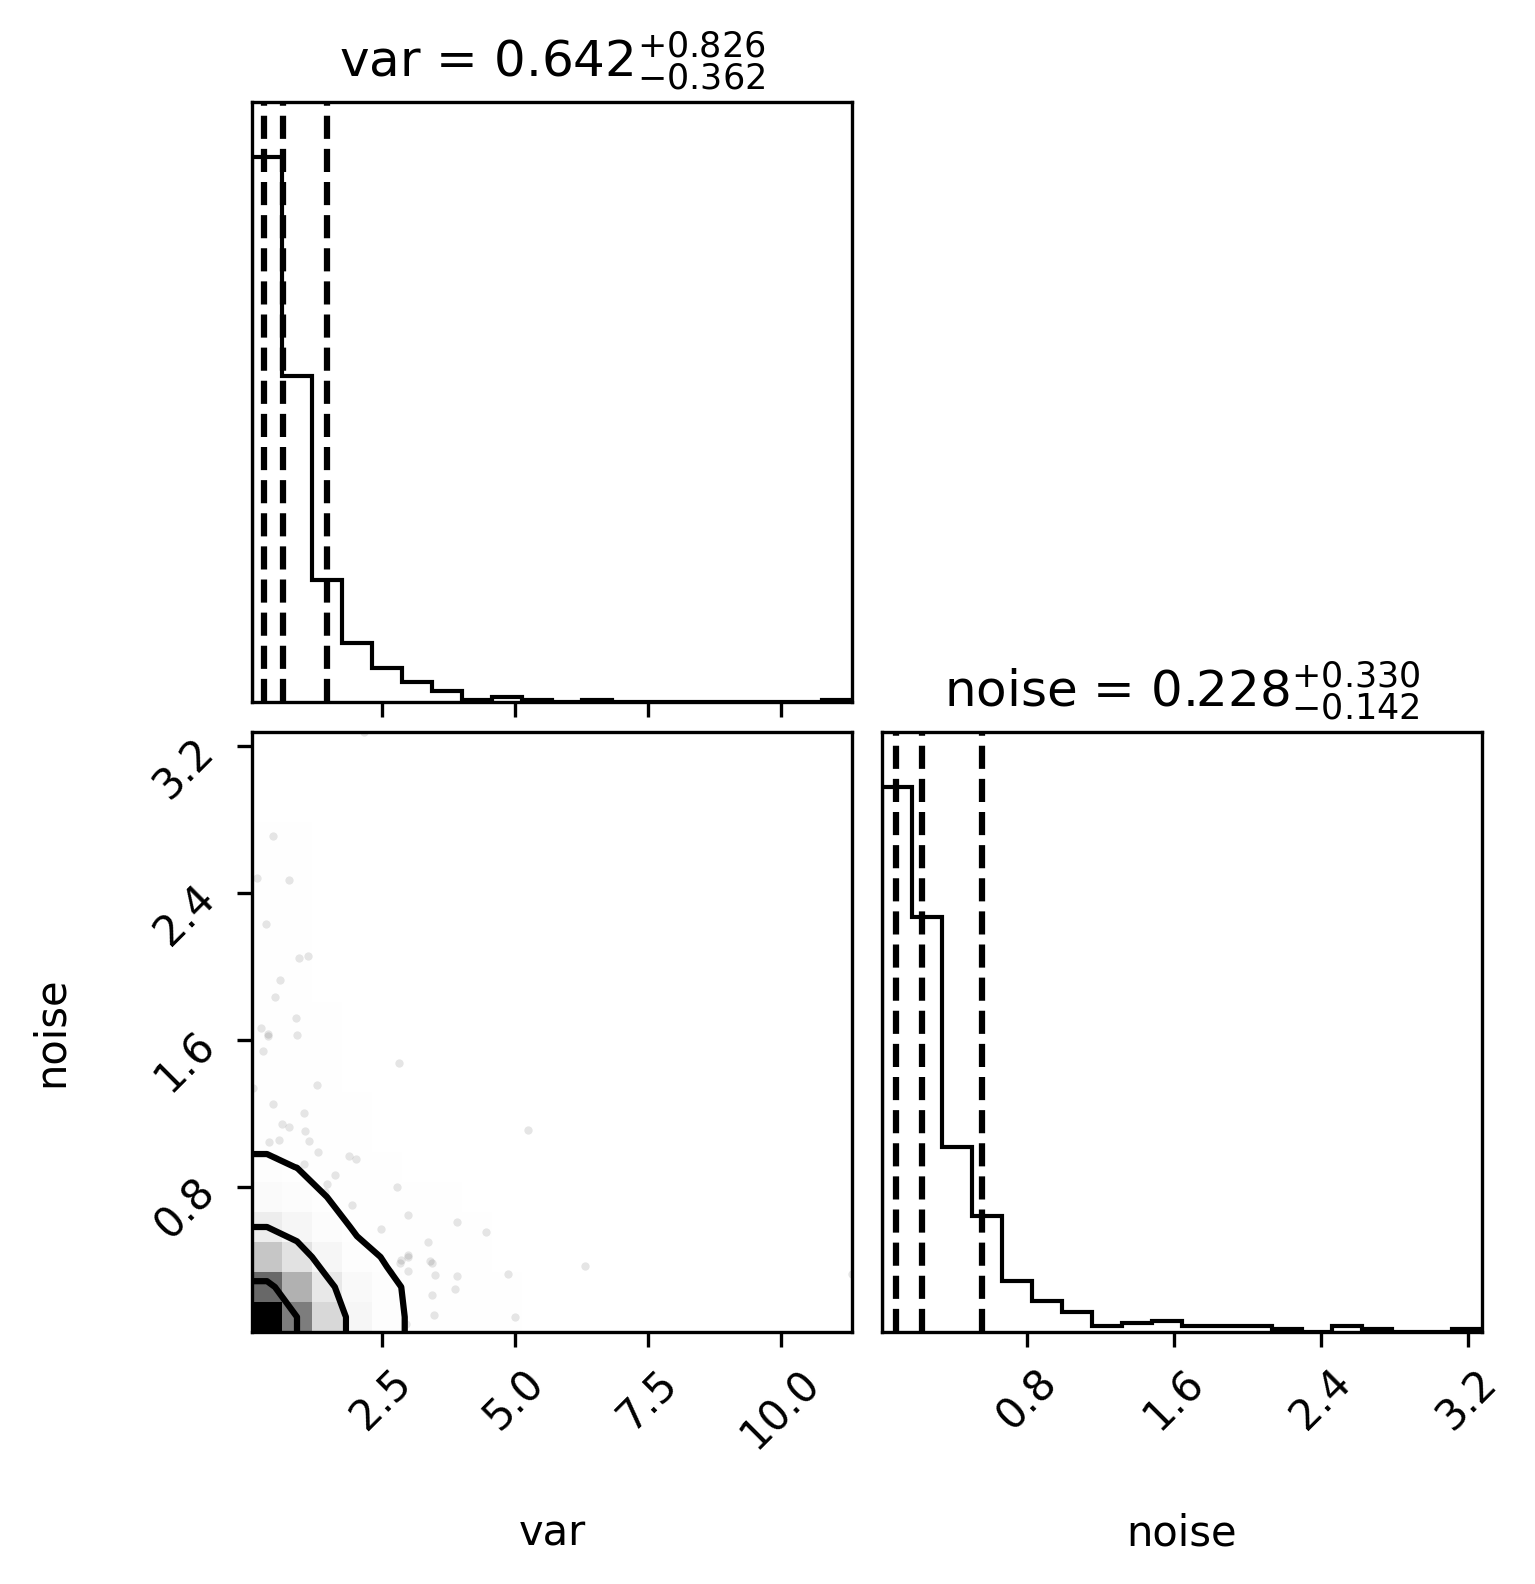 var = 0.642 +0.826 −0.362
noise = 0.228 +0.330 −0.142
3.2
2.4
1.6
0.8
noise
2.5 5.0 7.5 10.0
0.8 1.6 2.4 3.2
var
noise